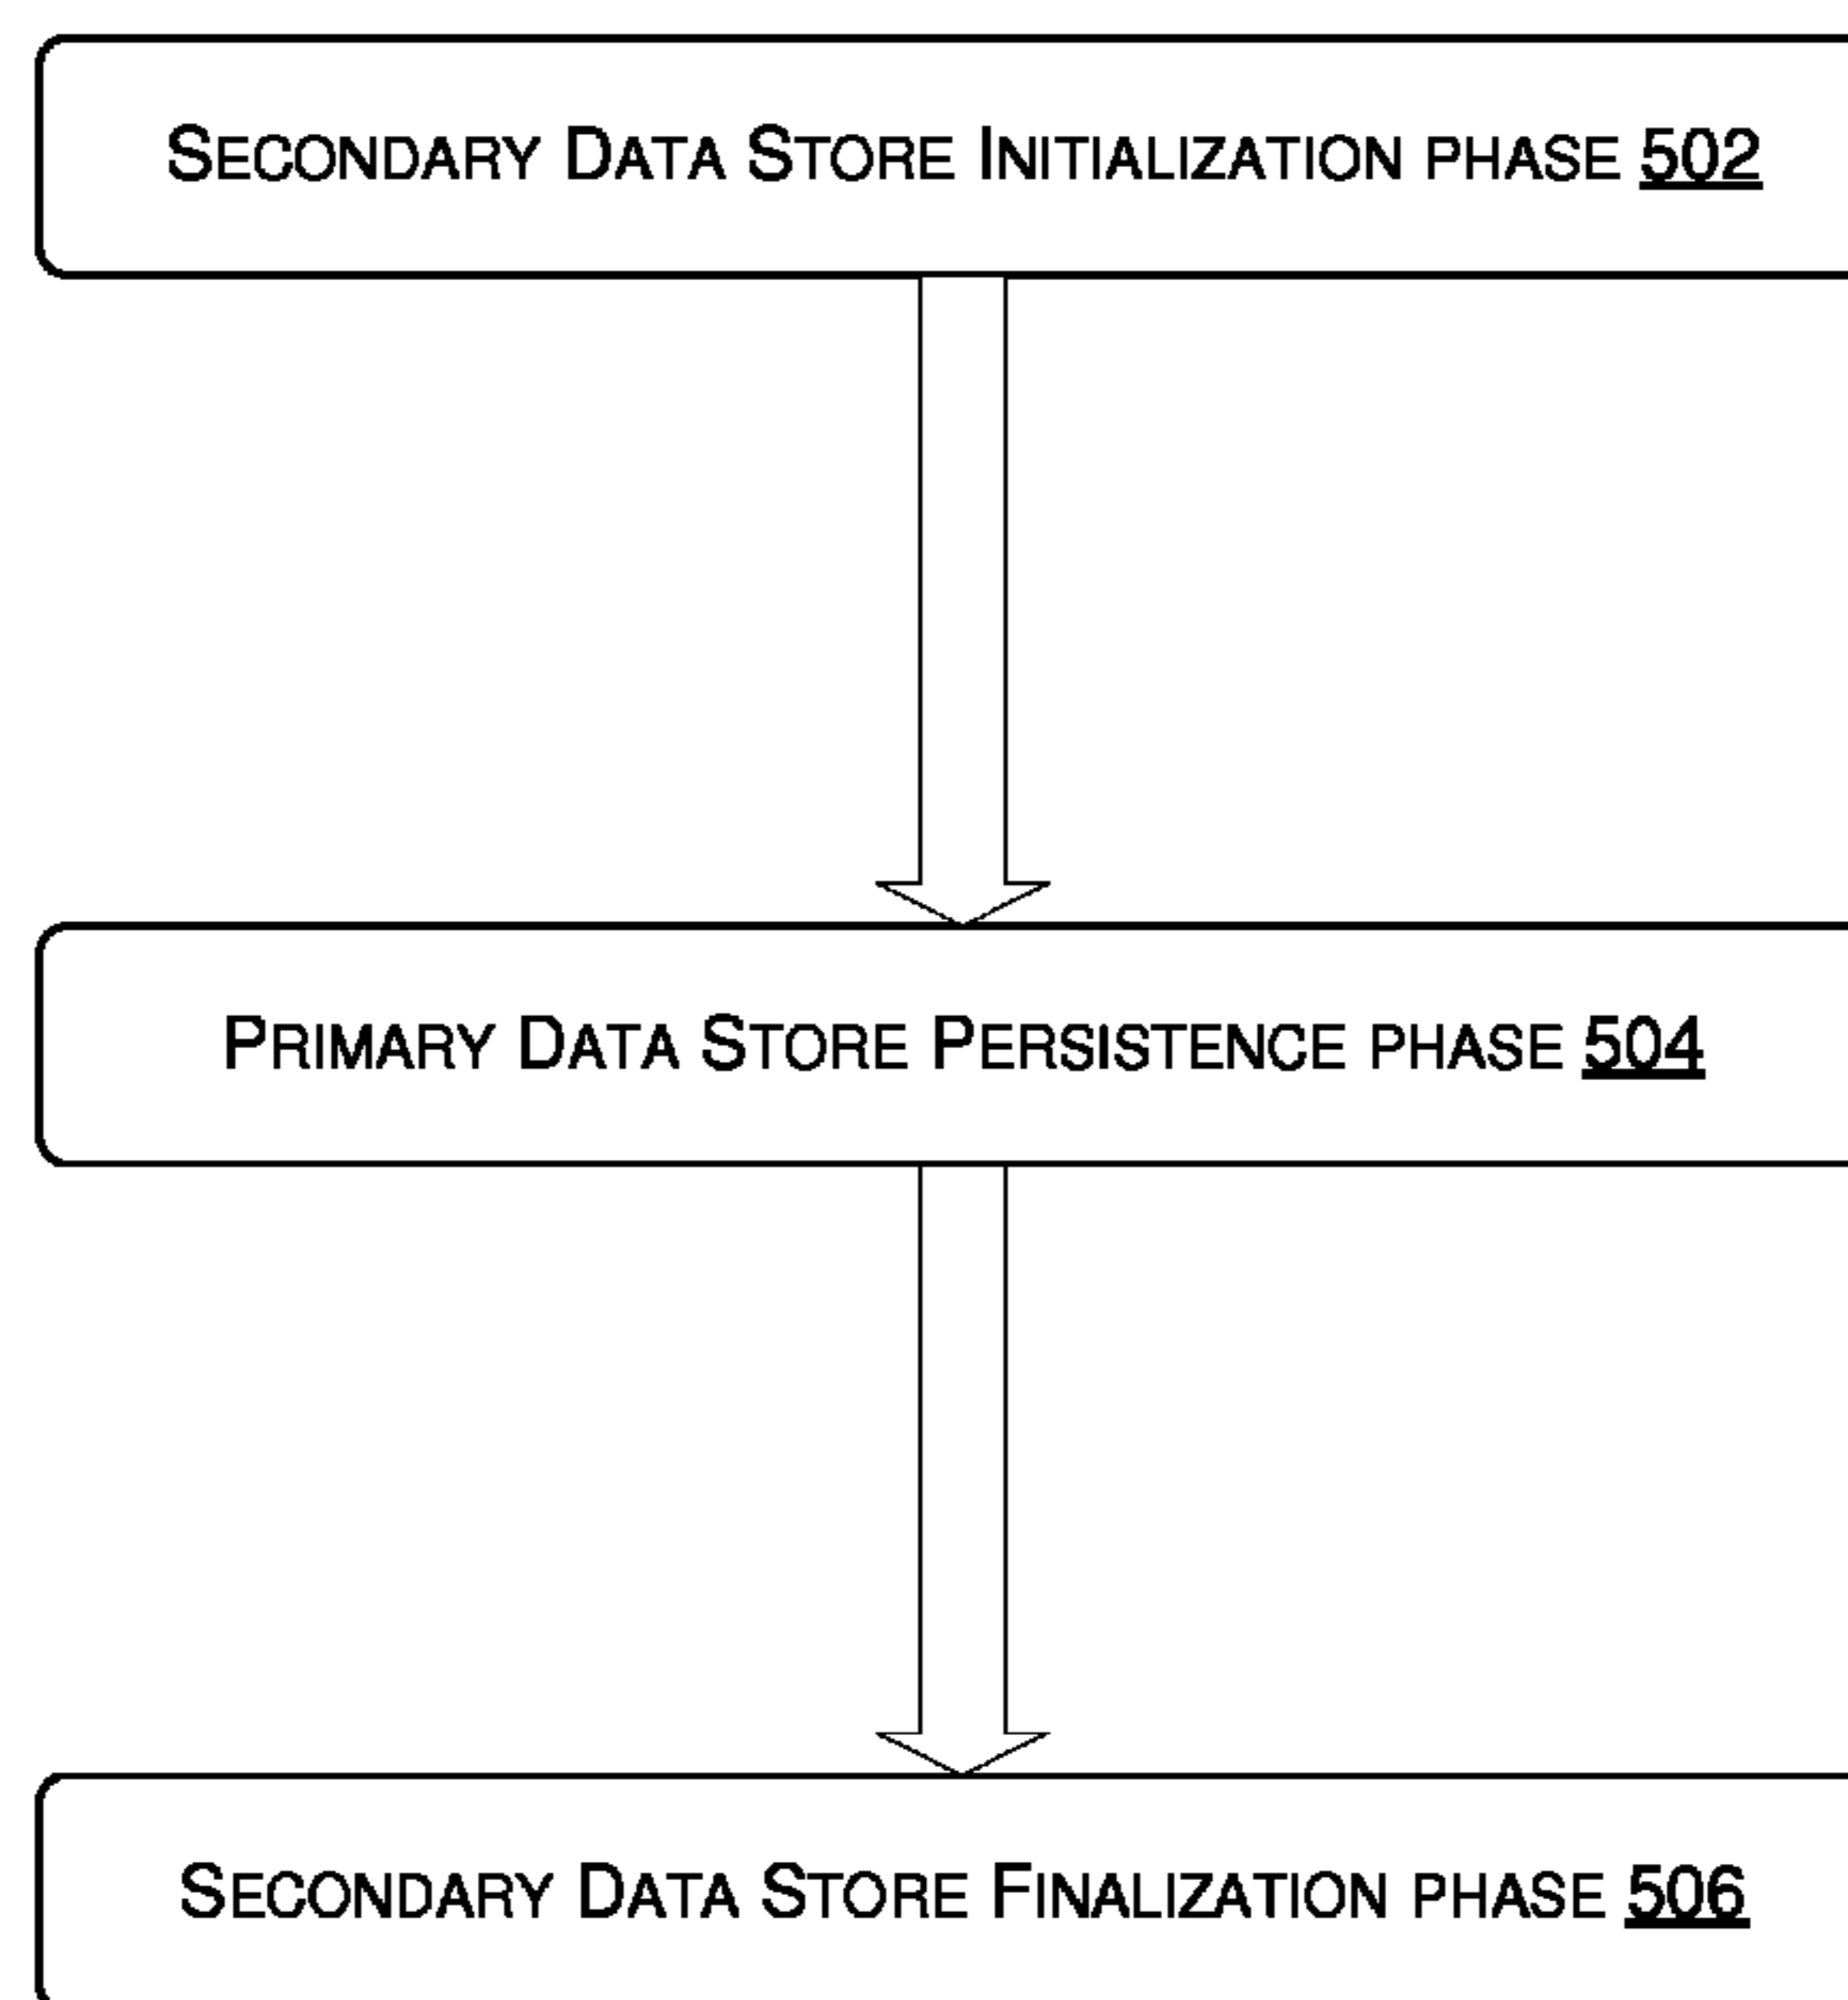 Secondary Data Store Initialization phase 502
Primary Data Store Persistence phase 504
Secondary Data Store Finalization phase 506